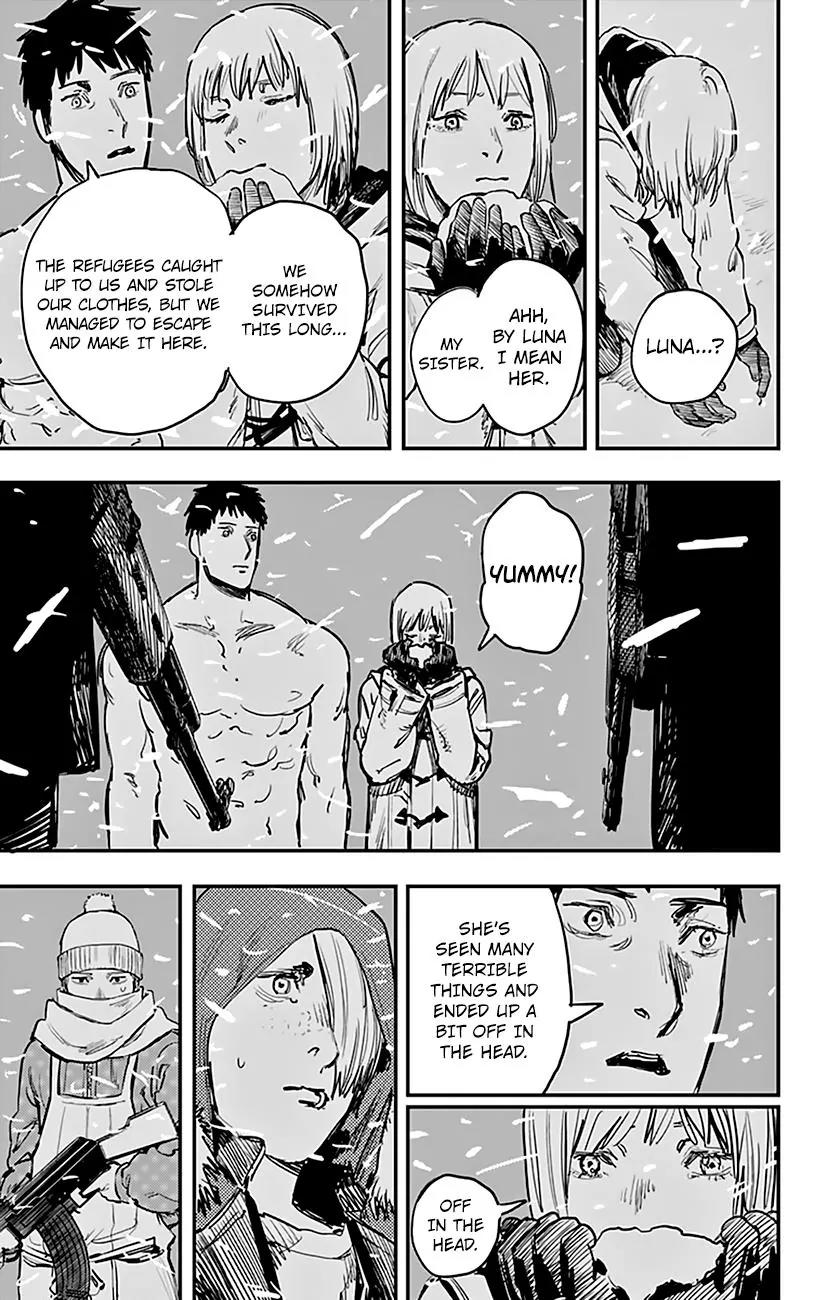 LUNA...?
AHH,
BY LUNA
I MEAN
HER.
MY
SISTER.
WE
SOMEHOW
SURVIVED
THIS LONG...
THE REFUGEES CAUGHT
UP TO US AND STOLE
OUR CLOTHES, BUT WE
MANAGED TO ESCAPE
AND MAKE IT HERE.
YUMMY!
SHE'S
SEEN MANY
TERRIBLE
THINGS AND
ENDED UP A
BIT OFF IN
THE HEAD.
OFF
IN THE
HEAD.